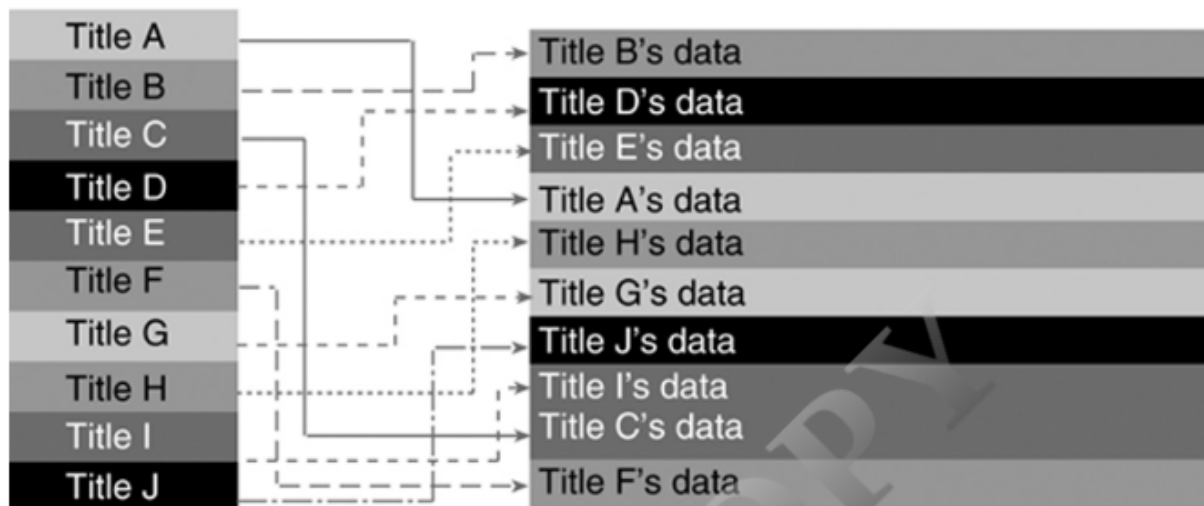 Title A
Title B
Title C
Title D
Title E
Title F
Title G
Title H
Title I
Title J
Title B's data
Title D's data
Title E's data
Title A's data
Title H's data
Title G's data
Title J's data
Title I's data
Title C's data
Title F's data
OPY